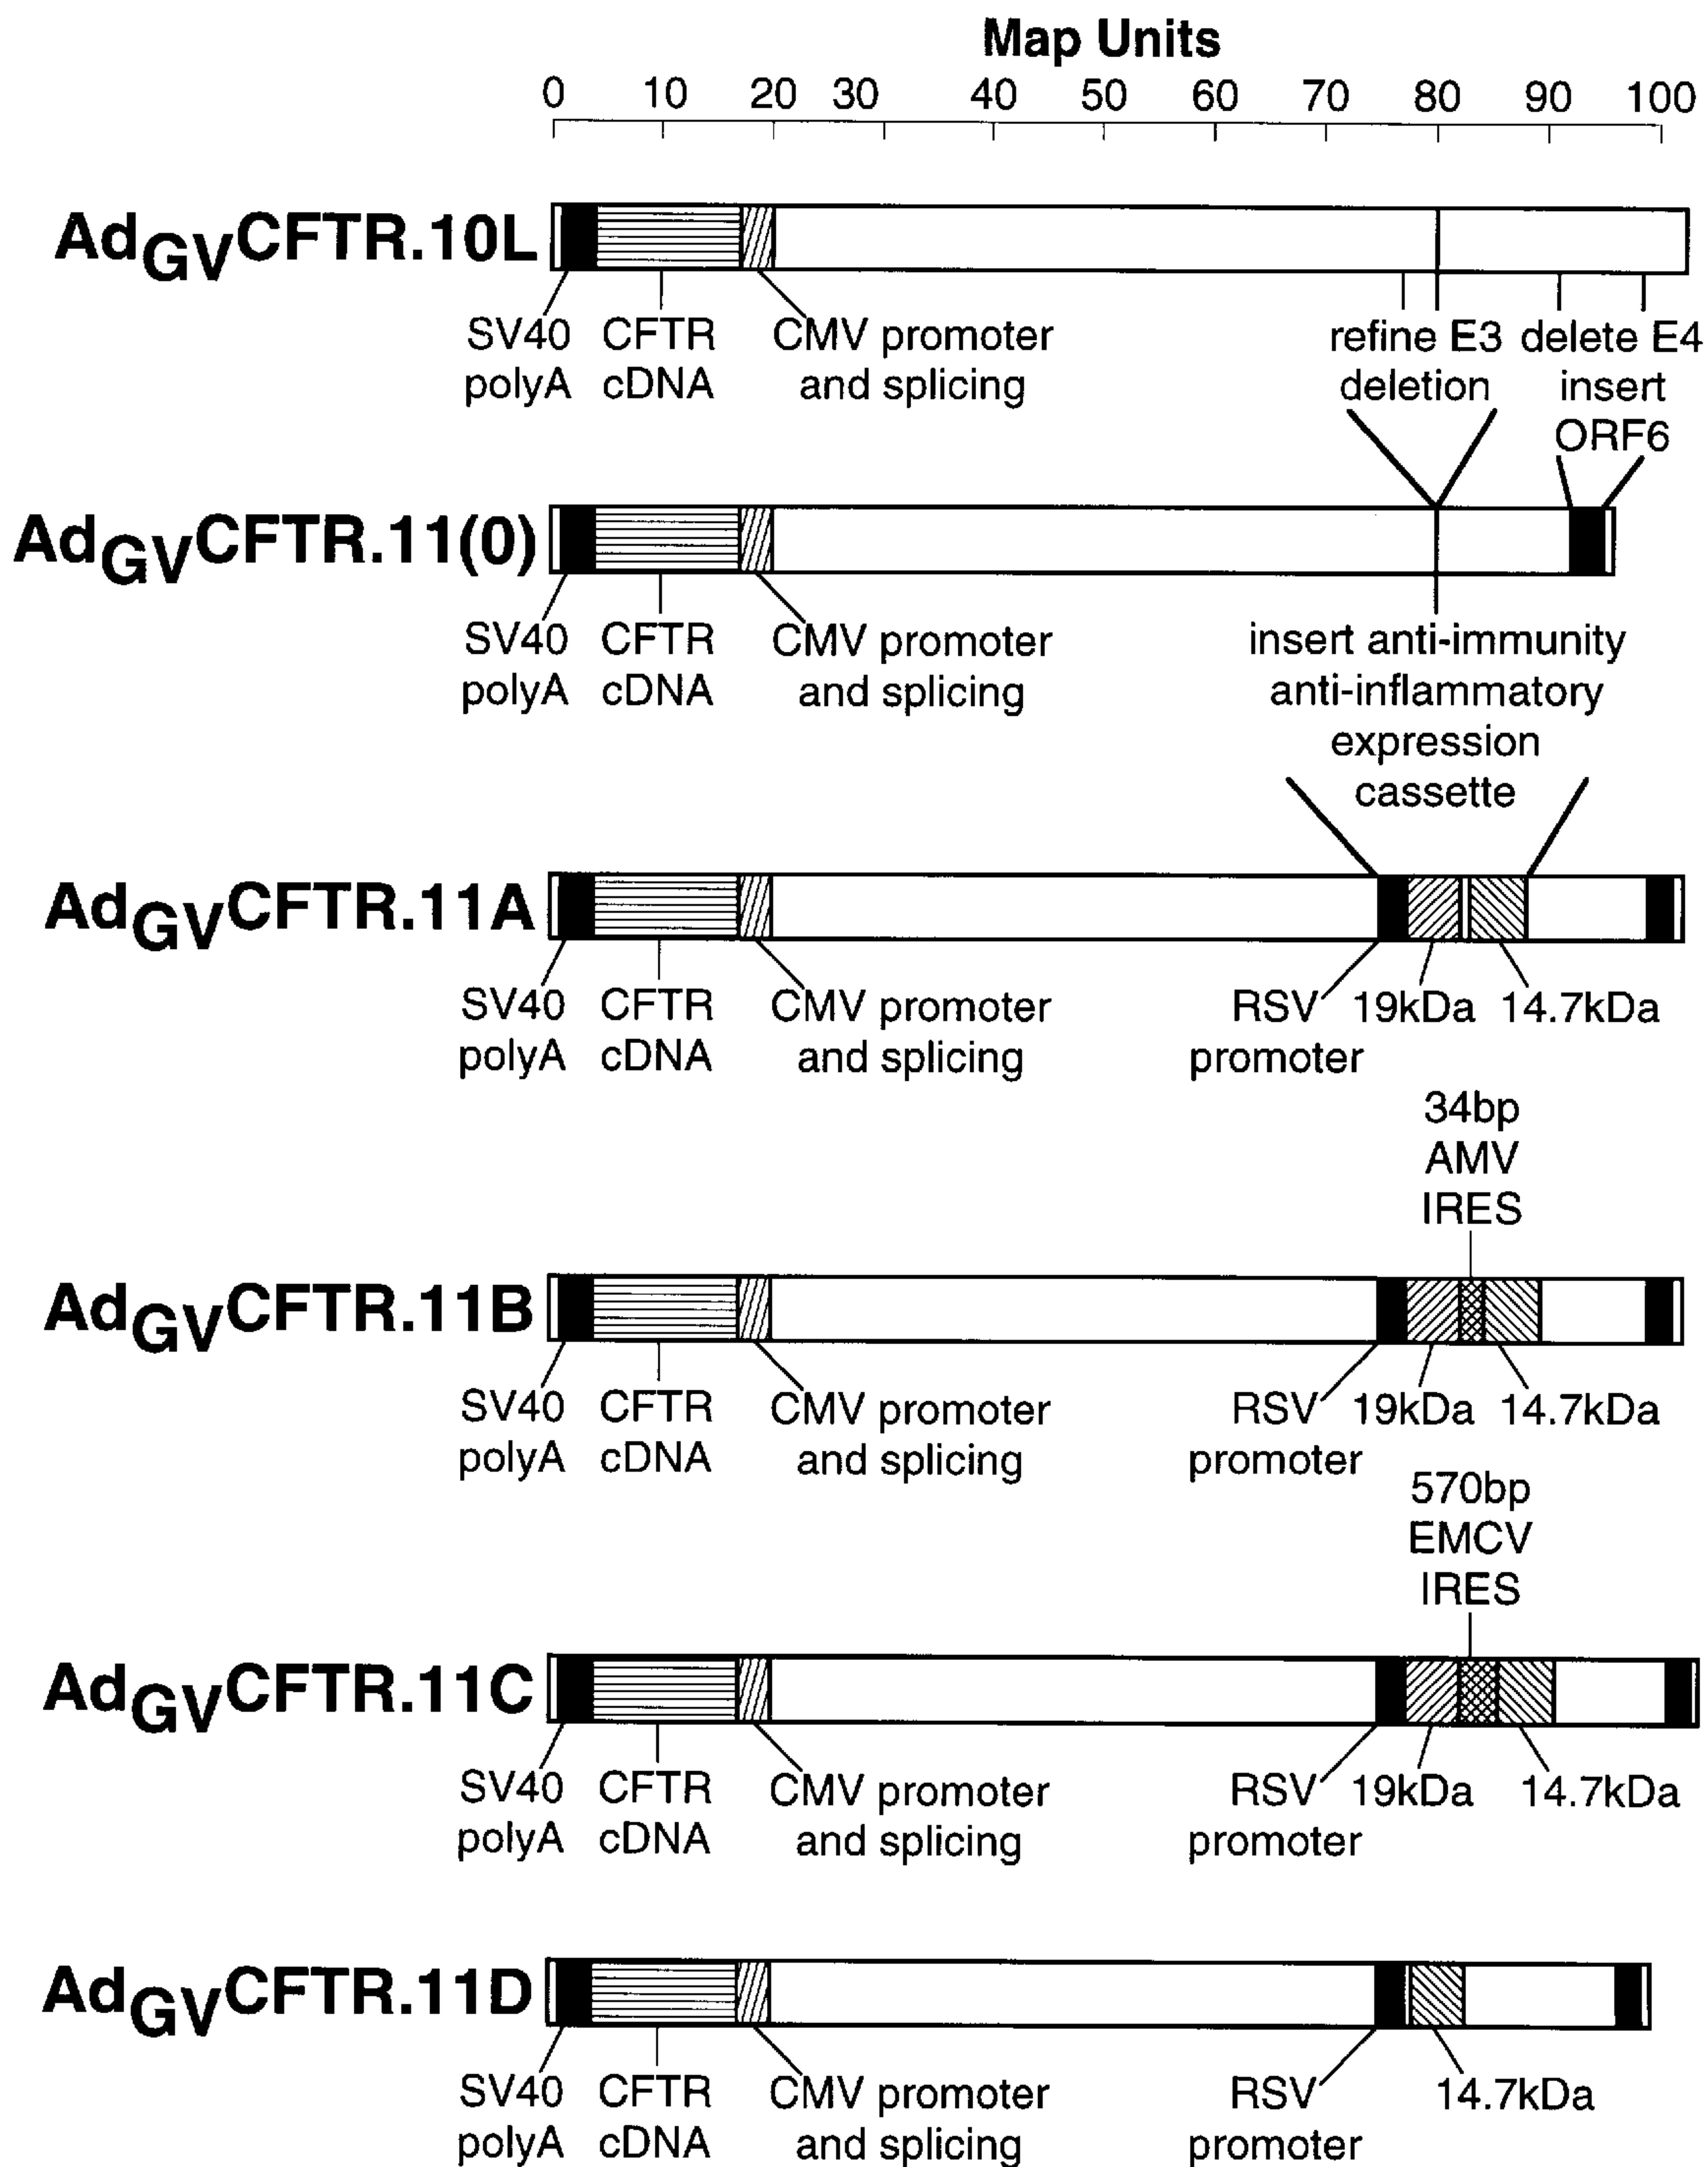 Map Units
0 10 20 30 40 50 60 70 80 90 100
AdGVCFTR.10L
SV40 CFTR CMV promoter refine E3 delete E4
polyA cDNA and splicing deletion insert
ORF6
AdGVCFTR.11(0)
SV40 CFTR CMV promoter insert anti-immunity
polyA cDNA and splicing anti-inflammatory
expression
cassette
AdGVCFTR.11A
SV40 CFTR CMV promoter RSV 19kDa 14.7kDa
polyA cDNA and splicing promoter
34bp
AMV
IRES
AdGVCFTR.11B
SV40 CFTR CMV promoter RSV 19kDa 14.7kDa
polyA cDNA and splicing promoter
570bp
EMCV
IRES
AdGVCFTR.11C
SV40 CFTR CMV promoter RSV 19kDa 14.7kDa
polyA cDNA and splicing promoter
AdGVCFTR.11D
SV40 CFTR CMV promoter RSV 14.7kDa
polyA cDNA and splicing promoter